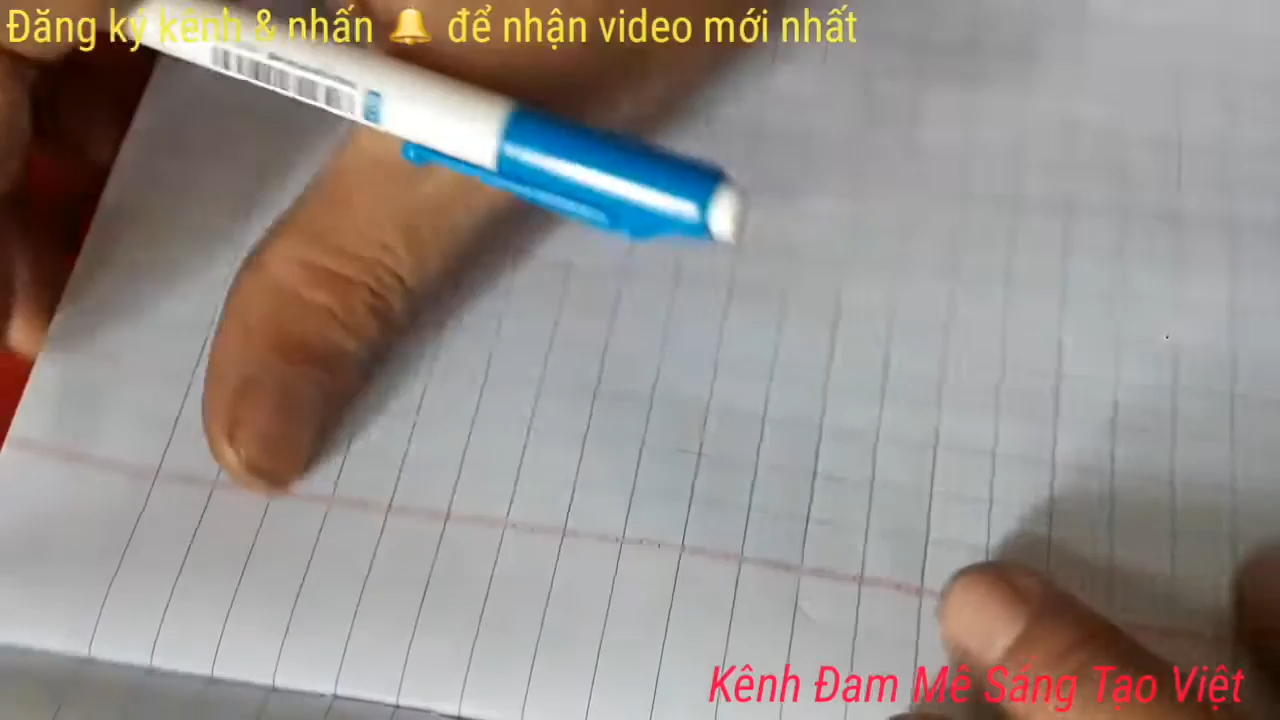 Đăng ký kênh & nhấn 🔔 để nhận video mới nhất
Kênh Đam Mê Sáng Tạo Việt